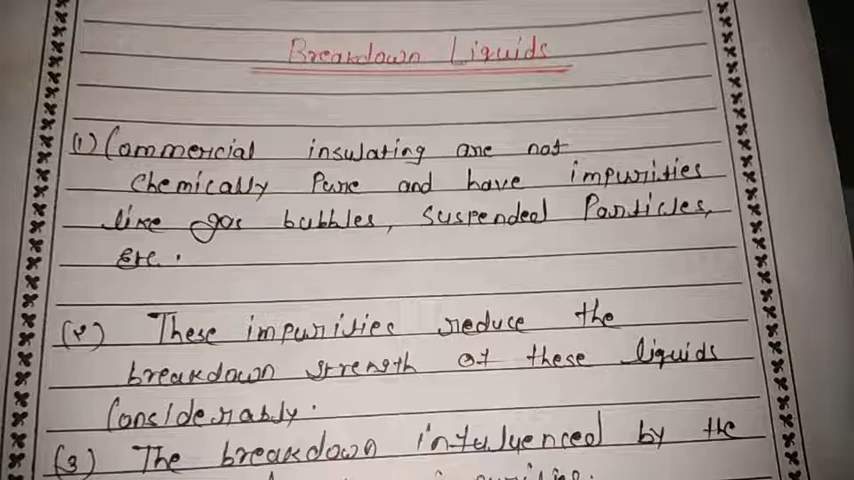 Breakdown Liquids
(1) Commercial insulating are not
chemically Pure and have impurities
like gas bubbles, suspended Particles,
etc.
(2) These impurities reduce the
breakdown strength of these liquids
Considerably.
(3) The breakdown influenced by the